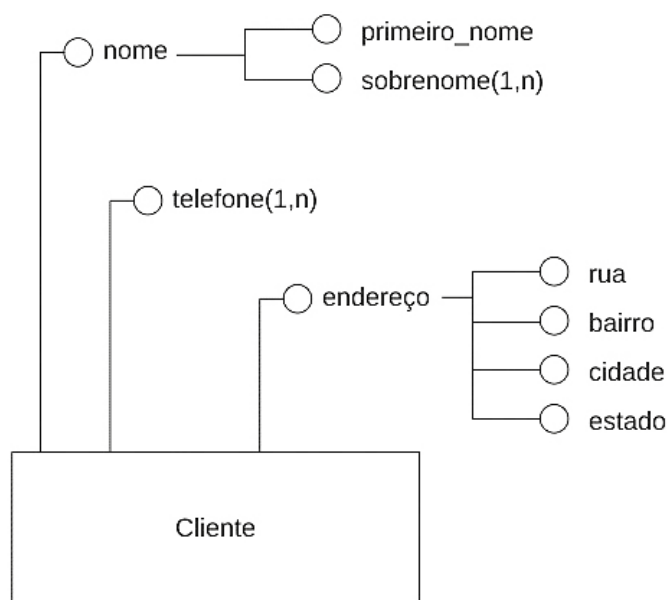 nome
primeiro_nome
sobrenome(1,n)
telefone(1,n)
endereço
rua
bairro
cidade
estado
Cliente